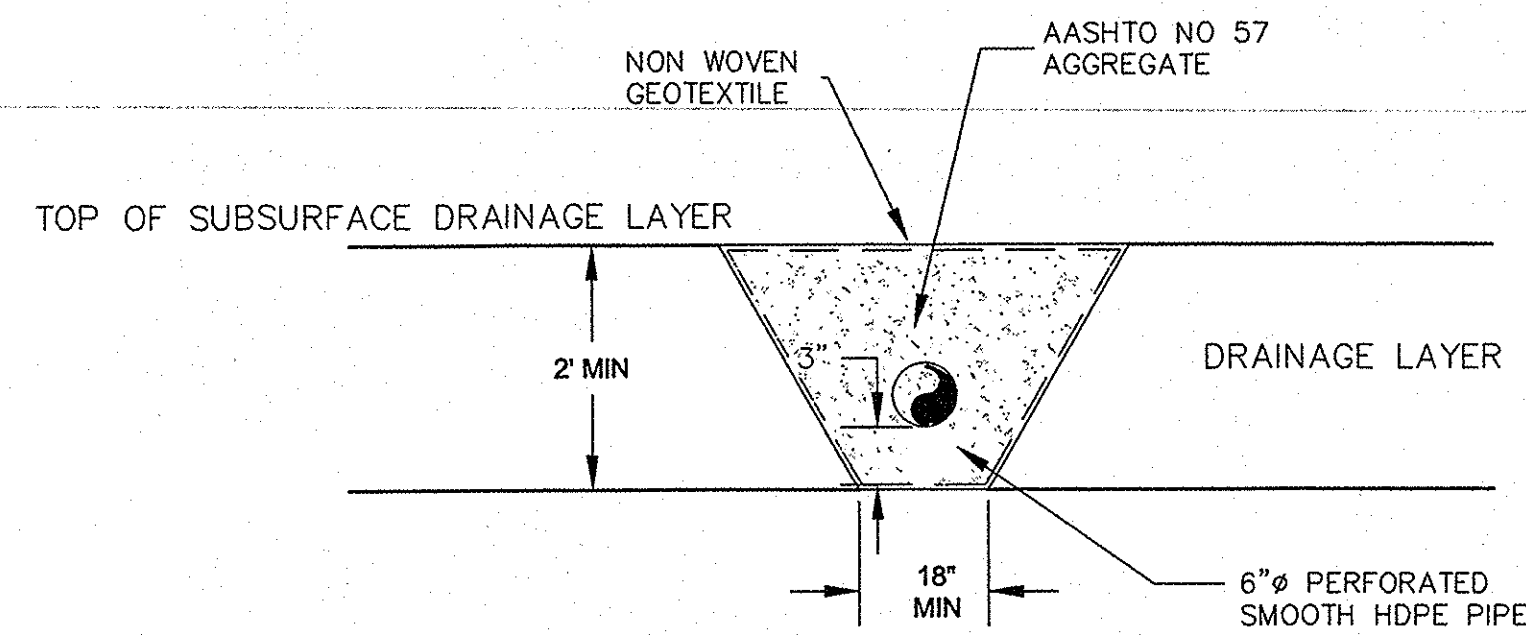 AASHTO NO 57
AGGREGATE
NON WOVEN
GEOTEXTILE
TOP OF SUBSURFACE DRAINAGE LAYER
3"
2' MIN
DRAINAGE LAYER
18"
MIN
6"ø PERFORATED
SMOOTH HDPE PIPE